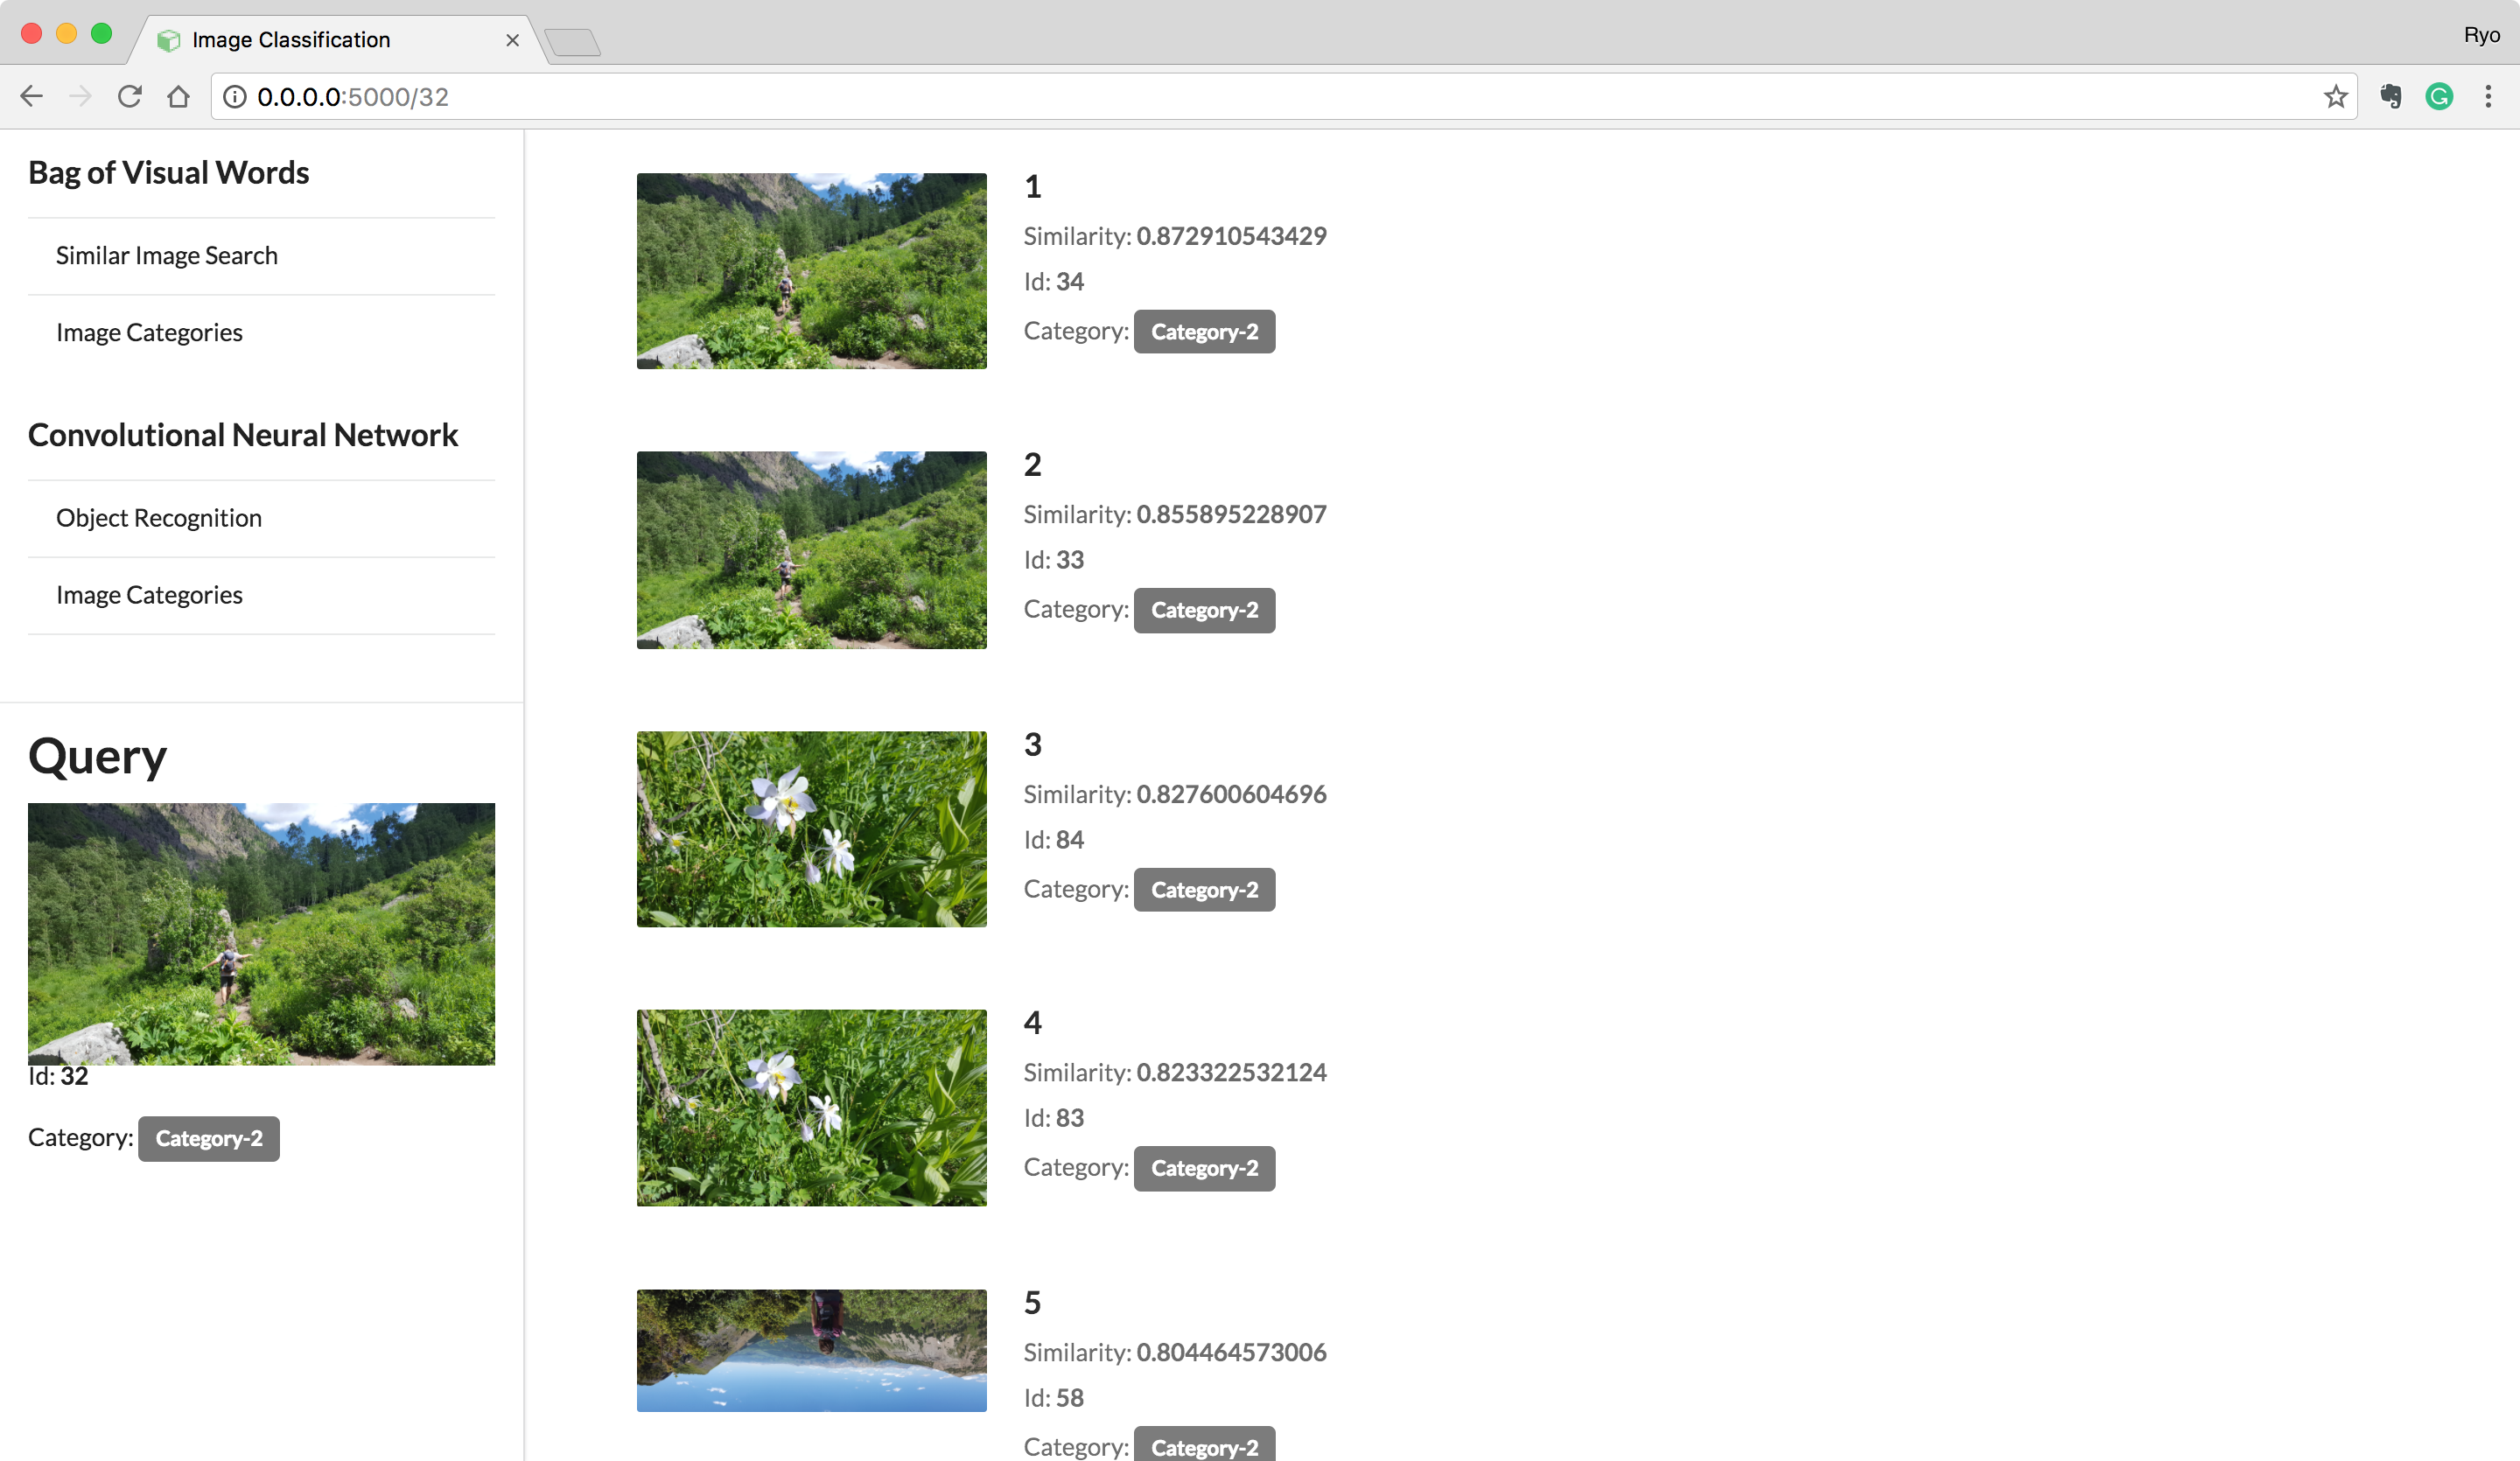 Image Classification
Ryo
0.0.0.0:5000/32
Bag of Visual Words
Similar Image Search
Image Categories
Convolutional Neural Network
Object Recognition
Image Categories
Query
Id: 32
Category: Category-2
1
Similarity: 0.872910543429
Id: 34
Category: Category-2
2
Similarity: 0.855895228907
Id: 33
Category: Category-2
3
Similarity: 0.827600604696
Id: 84
Category: Category-2
4
Similarity: 0.823322532124
Id: 83
Category: Category-2
5
Similarity: 0.804464573006
Id: 58
Category: Category-2